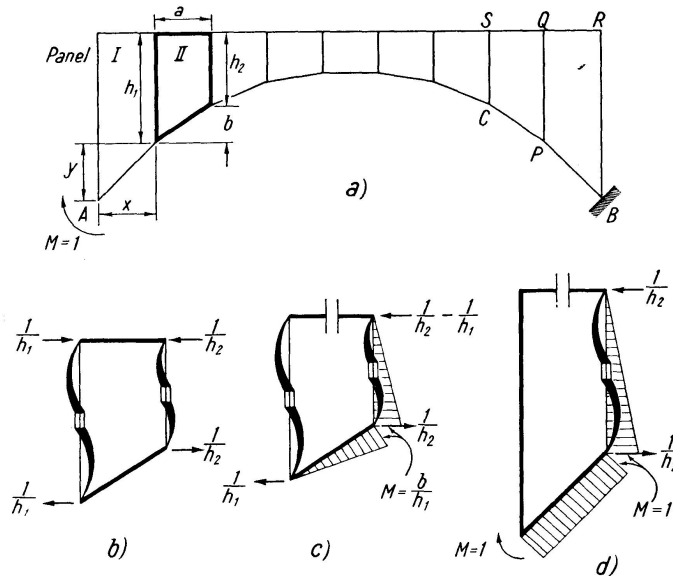 a
S Q R
Panel I II
h₁ h₂
b
C
y P
a)
A x B
M=1
1/h₁ 1/h₂
1/h₁ 1/h₂
b)
1/h₂ - 1/h₁
1/h₂
1/h₁
M= b/h₁
c)
1/h₂
1/h
M=1
M=1
d)